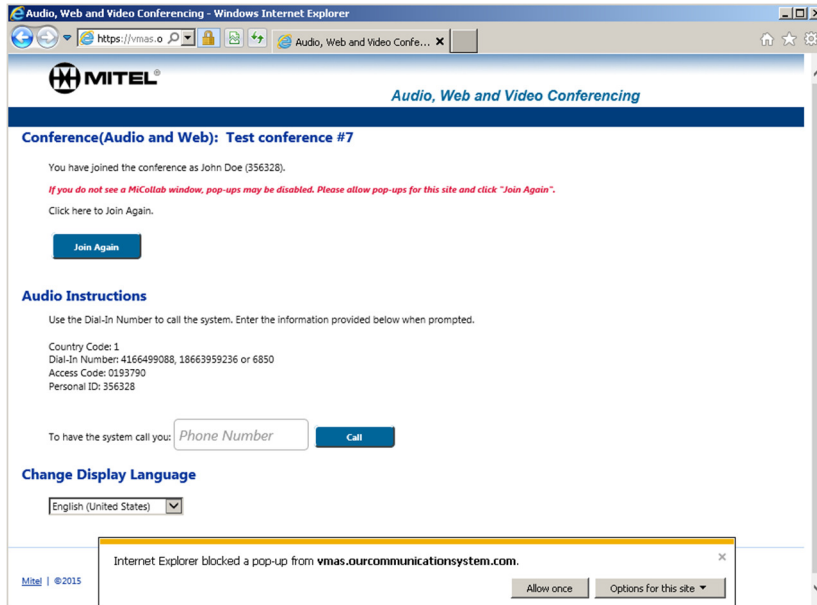 Audio, Web and Video Conferencing - Windows Internet Explorer
https://vmas.o
Audio, Web and Video Confe...
MITEL®
Audio, Web and Video Conferencing
Conference(Audio and Web): Test conference #7
You have joined the conference as John Doe (356328).
If you do not see a MiCollab window, pop-ups may be disabled. Please allow pop-ups for this site and click "Join Again".
Click here to Join Again.
Join Again
Audio Instructions
Use the Dial-In Number to call the system. Enter the information provided below when prompted.
Country Code: 1
Dial-In Number: 4166499088, 18663959236 or 6850
Access Code: 0193790
Personal ID: 356328
To have the system call you: Phone Number Call
Change Display Language
English (United States)
Internet Explorer blocked a pop-up from vmas.ourcommunicationsystem.com.
Mitel | ©2015
Allow once Options for this site